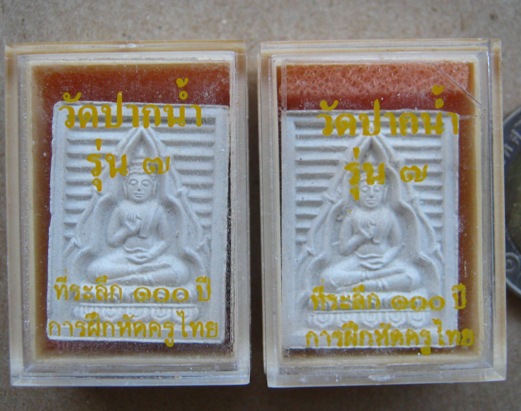 วัดปากน้ำ
รุ่น ๗
ที่ระลึก ๑๐๐ ปี
การฝึกหัดครูไทย
วัดปากน้ำ
รุ่น ๗
ที่ระลึก ๑๐๐ ปี
การฝึกหัดครูไทย